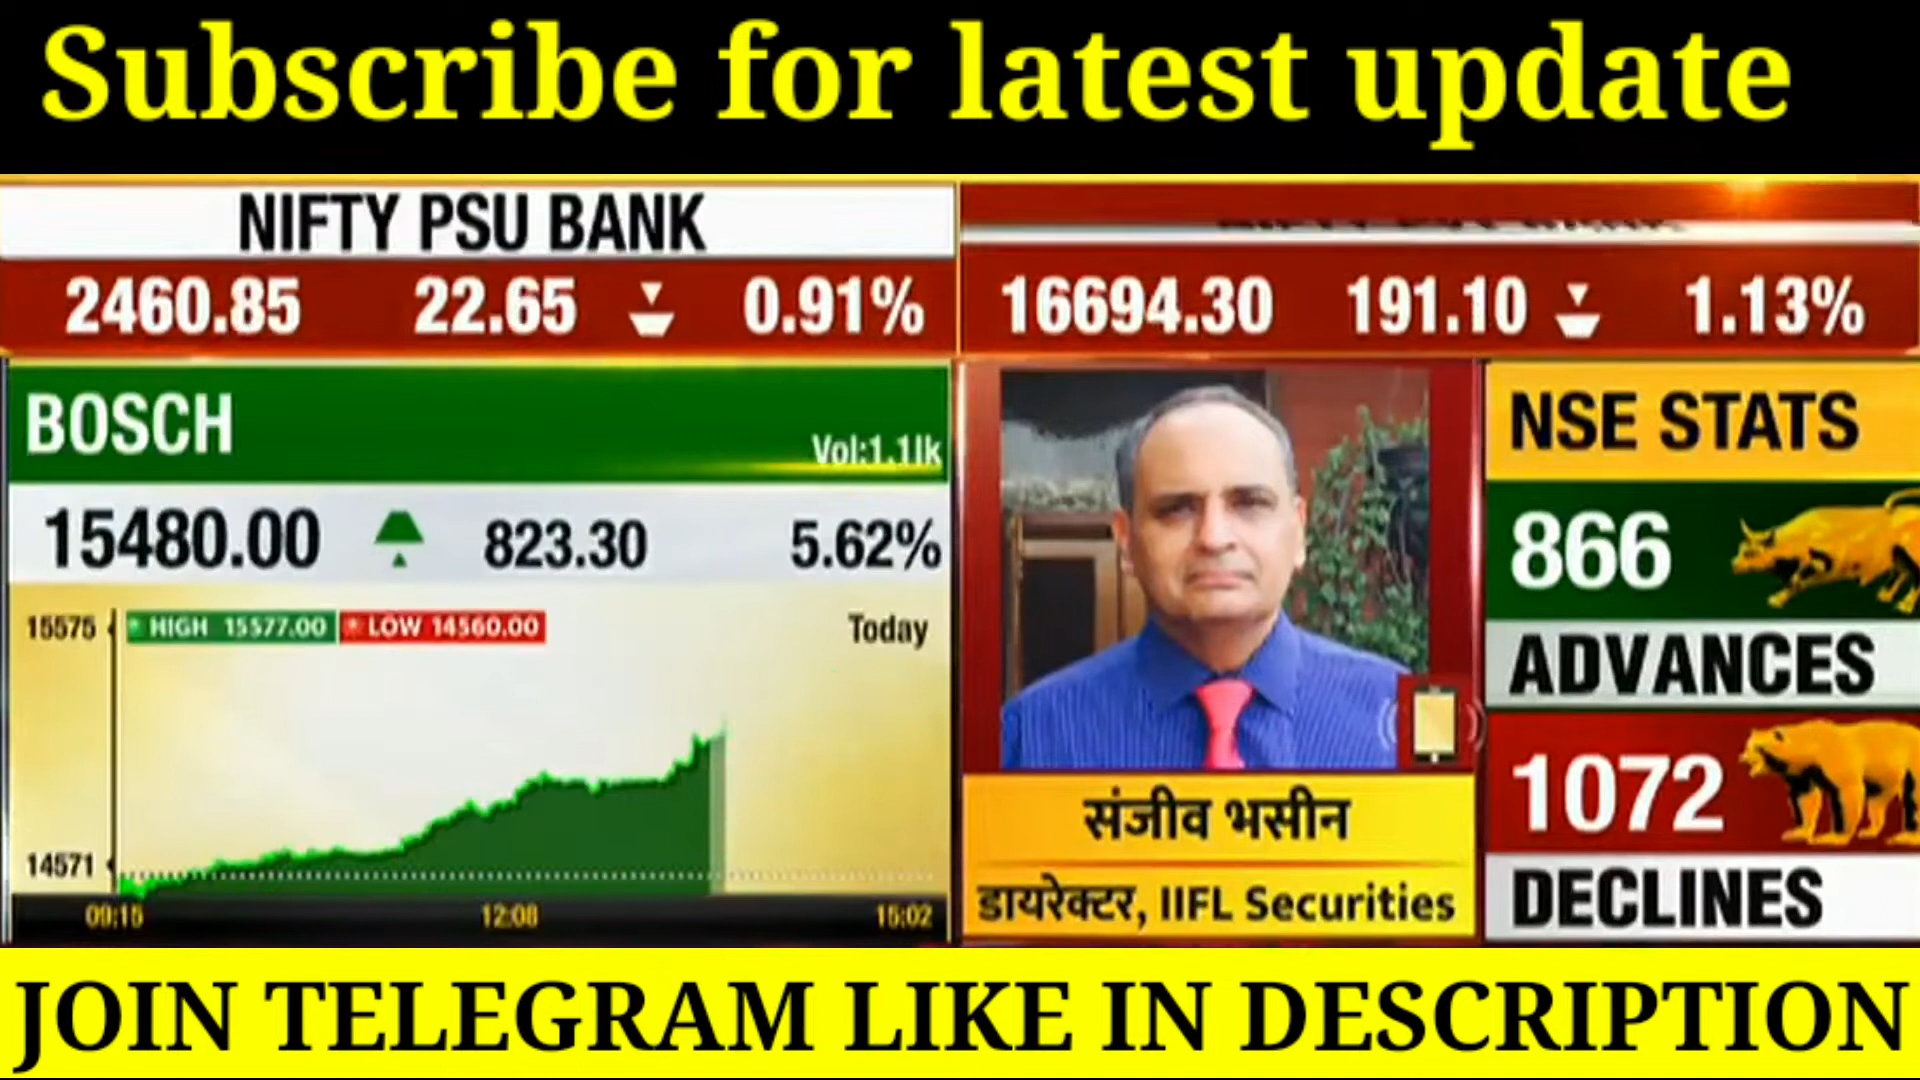 Subscribe for latest update
NIFTY PSU BANK
2460.85 22.65 0.91%
16694.30 191.10 1.13%
BOSCH
Vol:1.1lk
15480.00 823.30 5.62%
15575 HIGH 15577.00 LOW 14560.00 Today
14571
09:15 12:08 15:02
संजीव भसीन
डायरेक्टर, IIFL Securities
NSE STATS
866
ADVANCES
1072
DECLINES
JOIN TELEGRAM LIKE IN DESCRIPTION